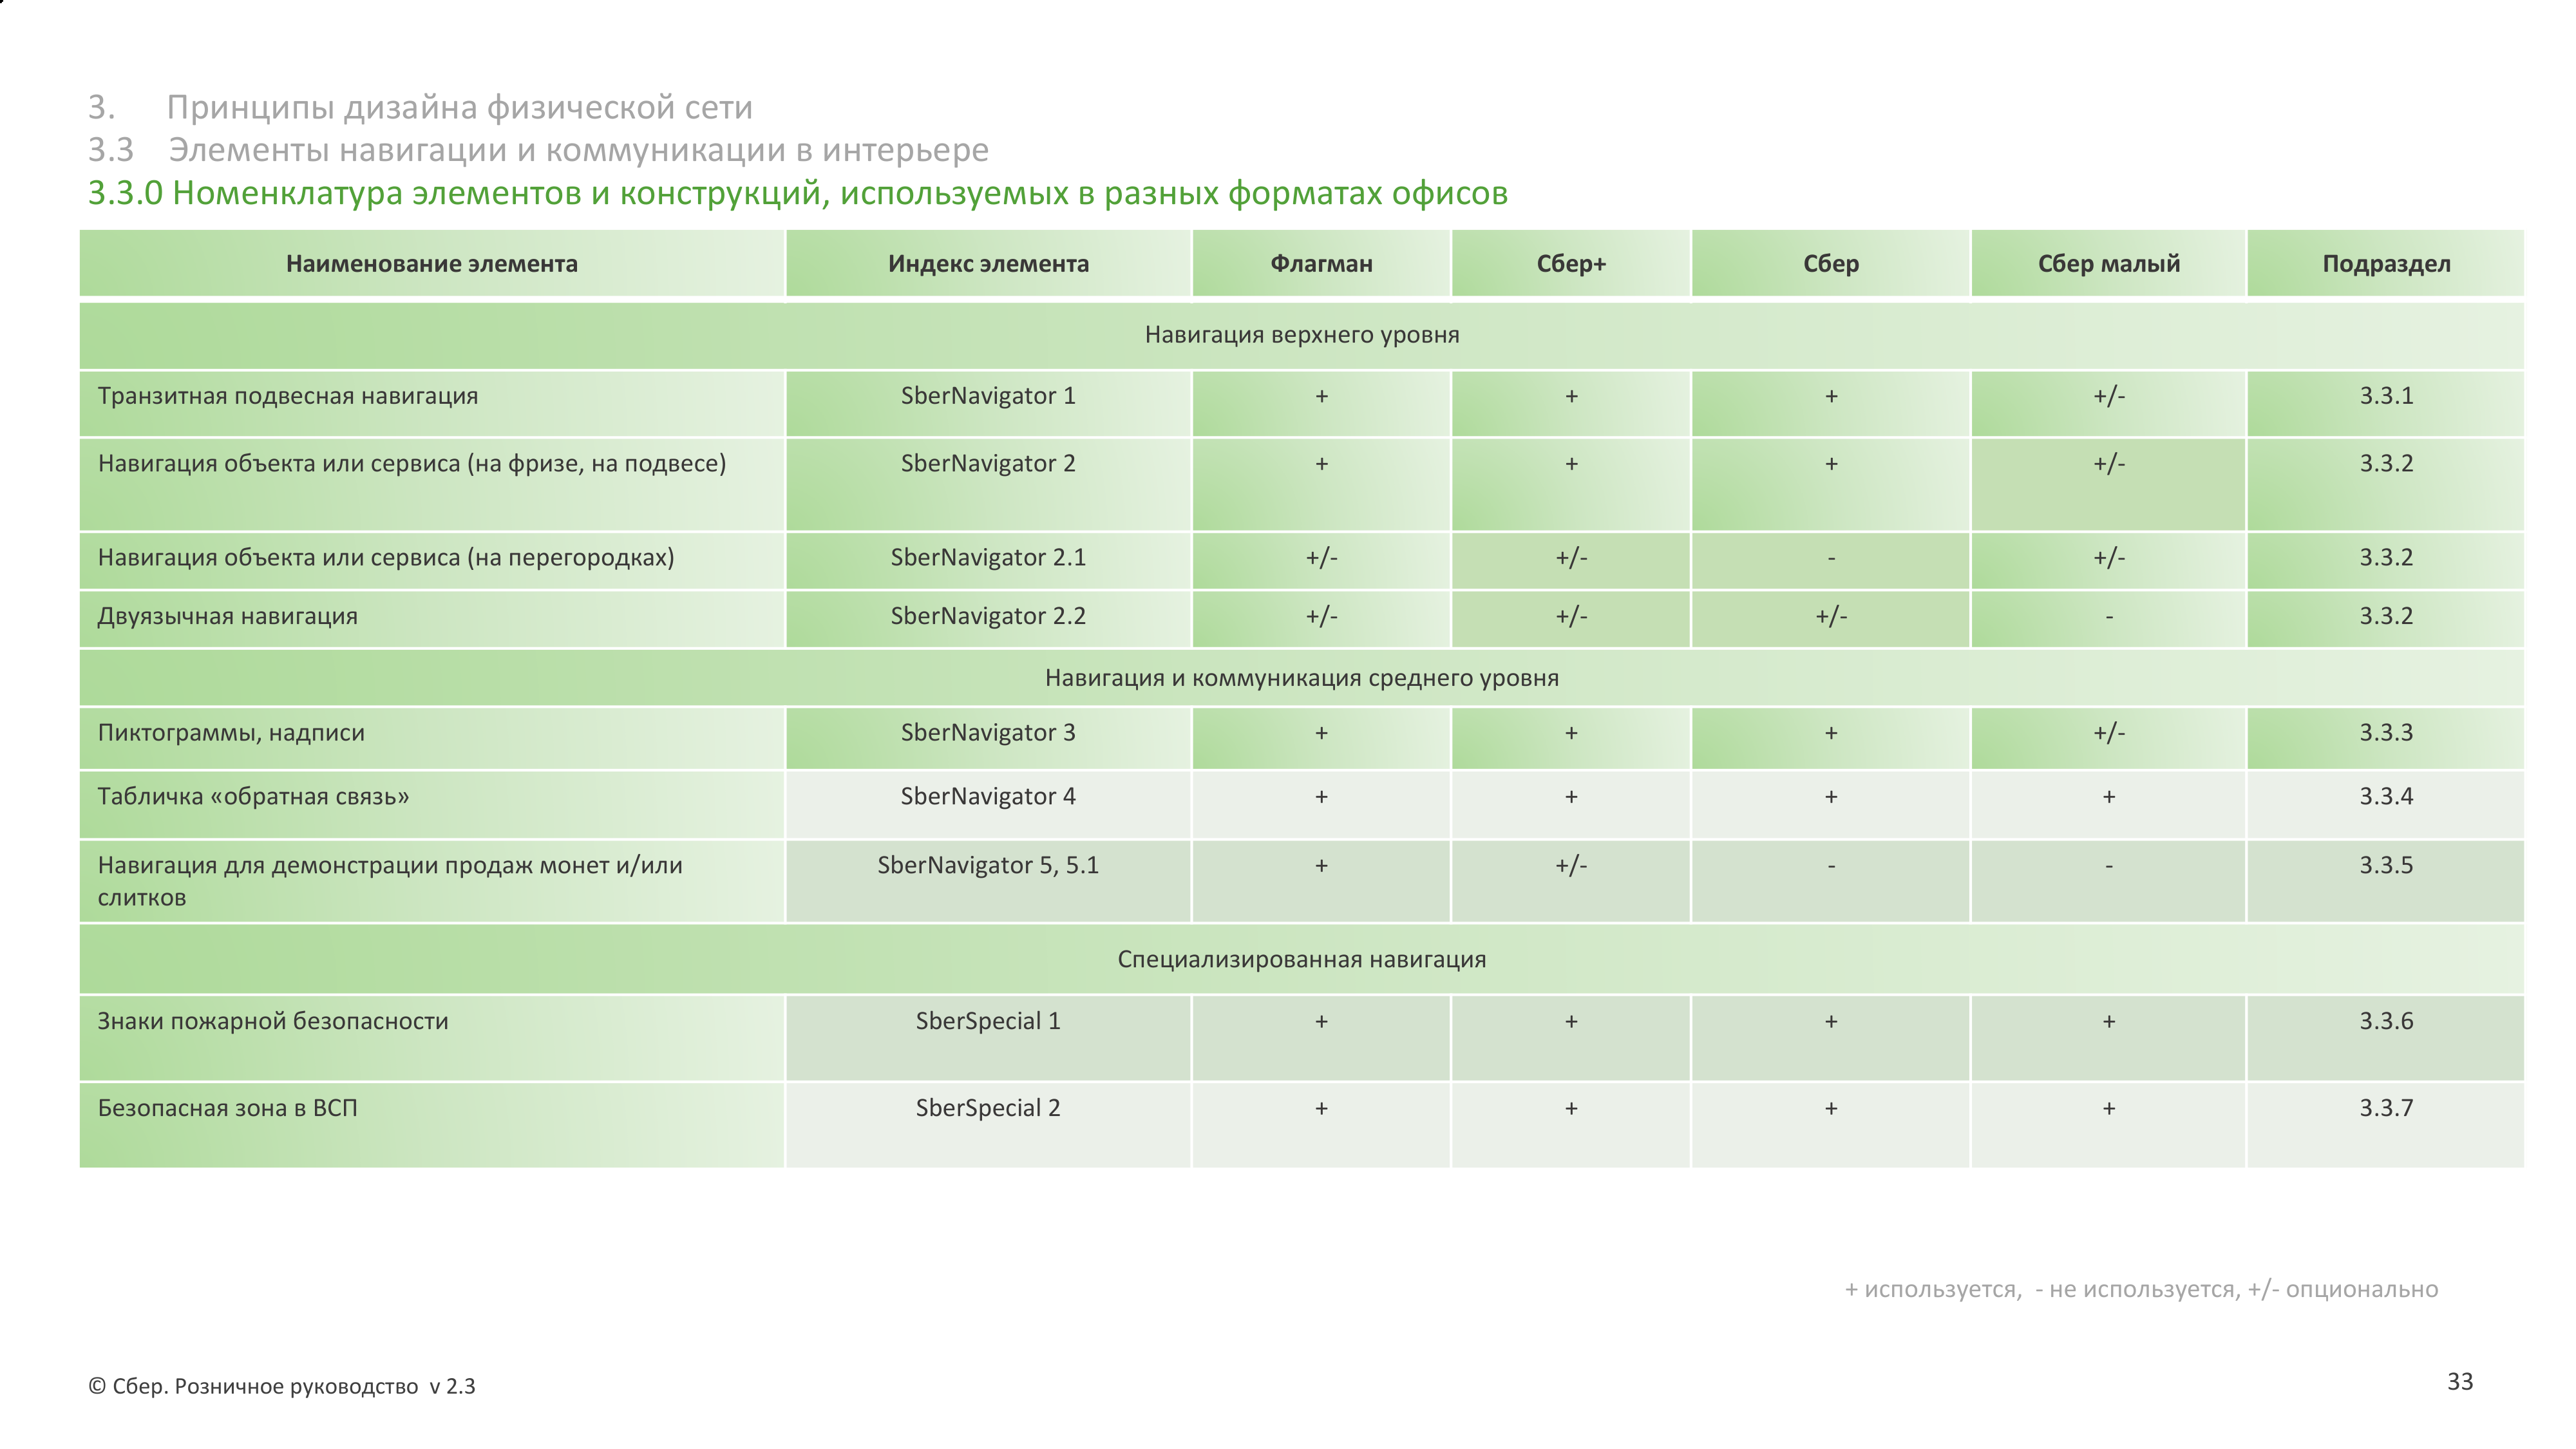 3. Принципы дизайна физической сети
3.3 Элементы навигации и коммуникации в интерьере
3.3.0 Номенклатура элементов и конструкций, используемых в разных форматах офисов
Наименование элемента Индекс элемента Флагман Сбер+ Сбер Сбер малый Подраздел
Навигация верхнего уровня
Транзитная подвесная навигация SberNavigator 1 + + + +/- 3.3.1
Навигация объекта или сервиса (на фризе, на подвесе) SberNavigator 2 + + + +/- 3.3.2
Навигация объекта или сервиса (на перегородках) SberNavigator 2.1 +/- +/- - +/- 3.3.2
Двуязычная навигация SberNavigator 2.2 +/- +/- +/- - 3.3.2
Навигация и коммуникация среднего уровня
Пиктограммы, надписи SberNavigator 3 + + + +/- 3.3.3
Табличка «обратная связь» SberNavigator 4 + + + + 3.3.4
Навигация для демонстрации продаж монет и/или SberNavigator 5, 5.1 + +/- - - 3.3.5
слитков
Специализированная навигация
Знаки пожарной безопасности SberSpecial 1 + + + + 3.3.6
Безопасная зона в ВСП SberSpecial 2 + + + + 3.3.7
+ используется, - не используется, +/- опционально
© Сбер. Розничное руководство v 2.3
33